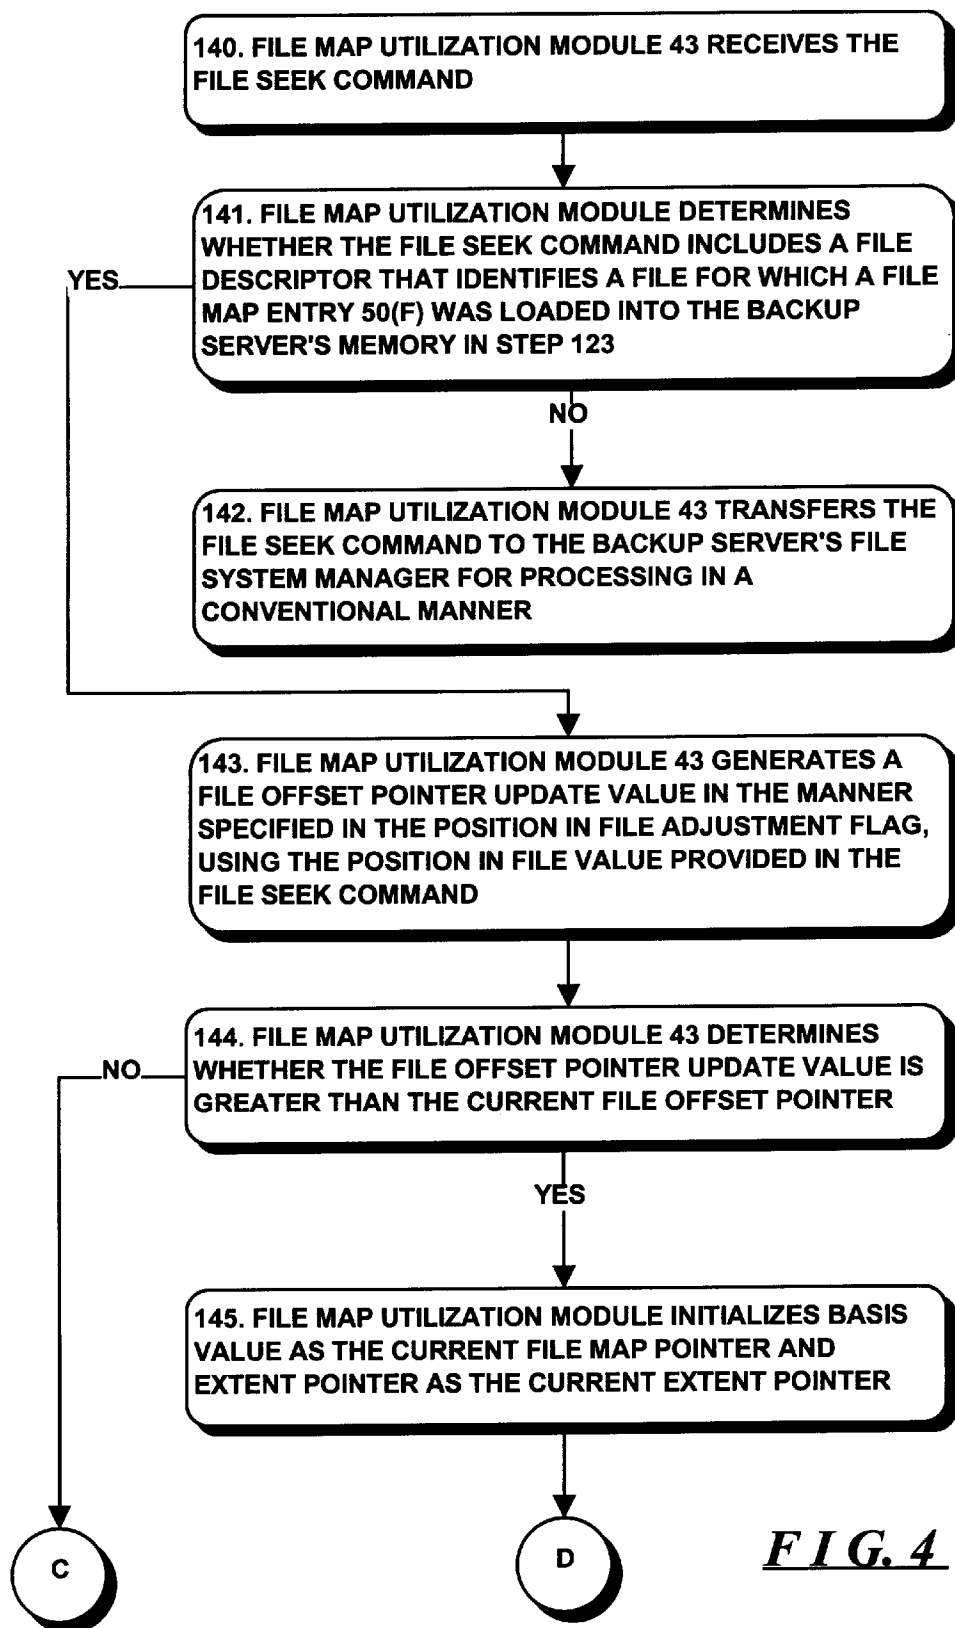 140. FILE MAP UTILIZATION MODULE 43 RECEIVES THE
FILE SEEK COMMAND
141. FILE MAP UTILIZATION MODULE DETERMINES
WHETHER THE FILE SEEK COMMAND INCLUDES A FILE
DESCRIPTOR THAT IDENTIFIES A FILE FOR WHICH A FILE
MAP ENTRY 50(F) WAS LOADED INTO THE BACKUP
SERVER'S MEMORY IN STEP 123
YES
NO
142. FILE MAP UTILIZATION MODULE 43 TRANSFERS THE
FILE SEEK COMMAND TO THE BACKUP SERVER'S FILE
SYSTEM MANAGER FOR PROCESSING IN A
CONVENTIONAL MANNER
143. FILE MAP UTILIZATION MODULE 43 GENERATES A
FILE OFFSET POINTER UPDATE VALUE IN THE MANNER
SPECIFIED IN THE POSITION IN FILE ADJUSTMENT FLAG,
USING THE POSITION IN FILE VALUE PROVIDED IN THE
FILE SEEK COMMAND
144. FILE MAP UTILIZATION MODULE 43 DETERMINES
WHETHER THE FILE OFFSET POINTER UPDATE VALUE IS
GREATER THAN THE CURRENT FILE OFFSET POINTER
NO
YES
145. FILE MAP UTILIZATION MODULE INITIALIZES BASIS
VALUE AS THE CURRENT FILE MAP POINTER AND
EXTENT POINTER AS THE CURRENT EXTENT POINTER
C
D
FIG. 4